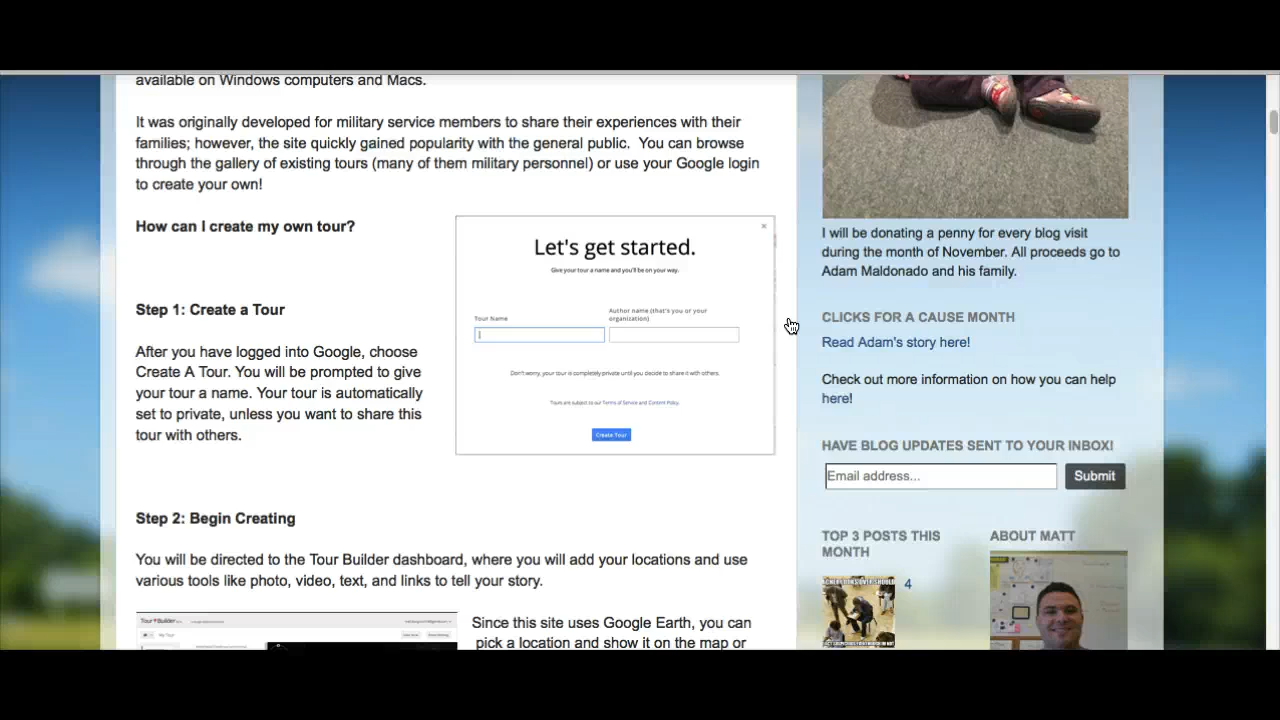 available on Windows computers and Macs.
It was originally developed for military service members to share their experiences with their
families; however, the site quickly gained popularity with the general public. You can browse
through the gallery of existing tours (many of them military personnel) or use your Google login
to create your own!
How can I create my own tour?
Let's get started.
Give your tour a name and you'll be on your way.
Tour Name
Author name (that's you or your
organization)
Don't worry, your tour is completely private until you decide to share it with others.
Tours are subject to our Terms of Service and Content Policy.
Create Tour
Step 1: Create a Tour
After you have logged into Google, choose
Create A Tour. You will be prompted to give
your tour a name. Your tour is automatically
set to private, unless you want to share this
tour with others.
Step 2: Begin Creating
You will be directed to the Tour Builder dashboard, where you will add your locations and use
various tools like photo, video, text, and links to tell your story.
Tour Builder
My Tour
Since this site uses Google Earth, you can
pick a location and show it on the map or
I will be donating a penny for every blog visit
during the month of November. All proceeds go to
Adam Maldonado and his family.
CLICKS FOR A CAUSE MONTH
Read Adam's story here!
Check out more information on how you can help
here!
HAVE BLOG UPDATES SENT TO YOUR INBOX!
Email address...
Submit
TOP 3 POSTS THIS
MONTH
4
ABOUT MATT